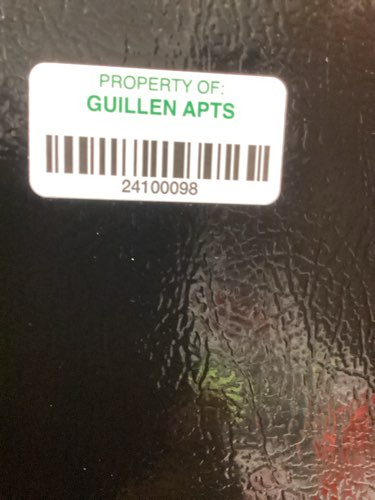 PROPERTY OF:
GUILLEN APTS
24100098